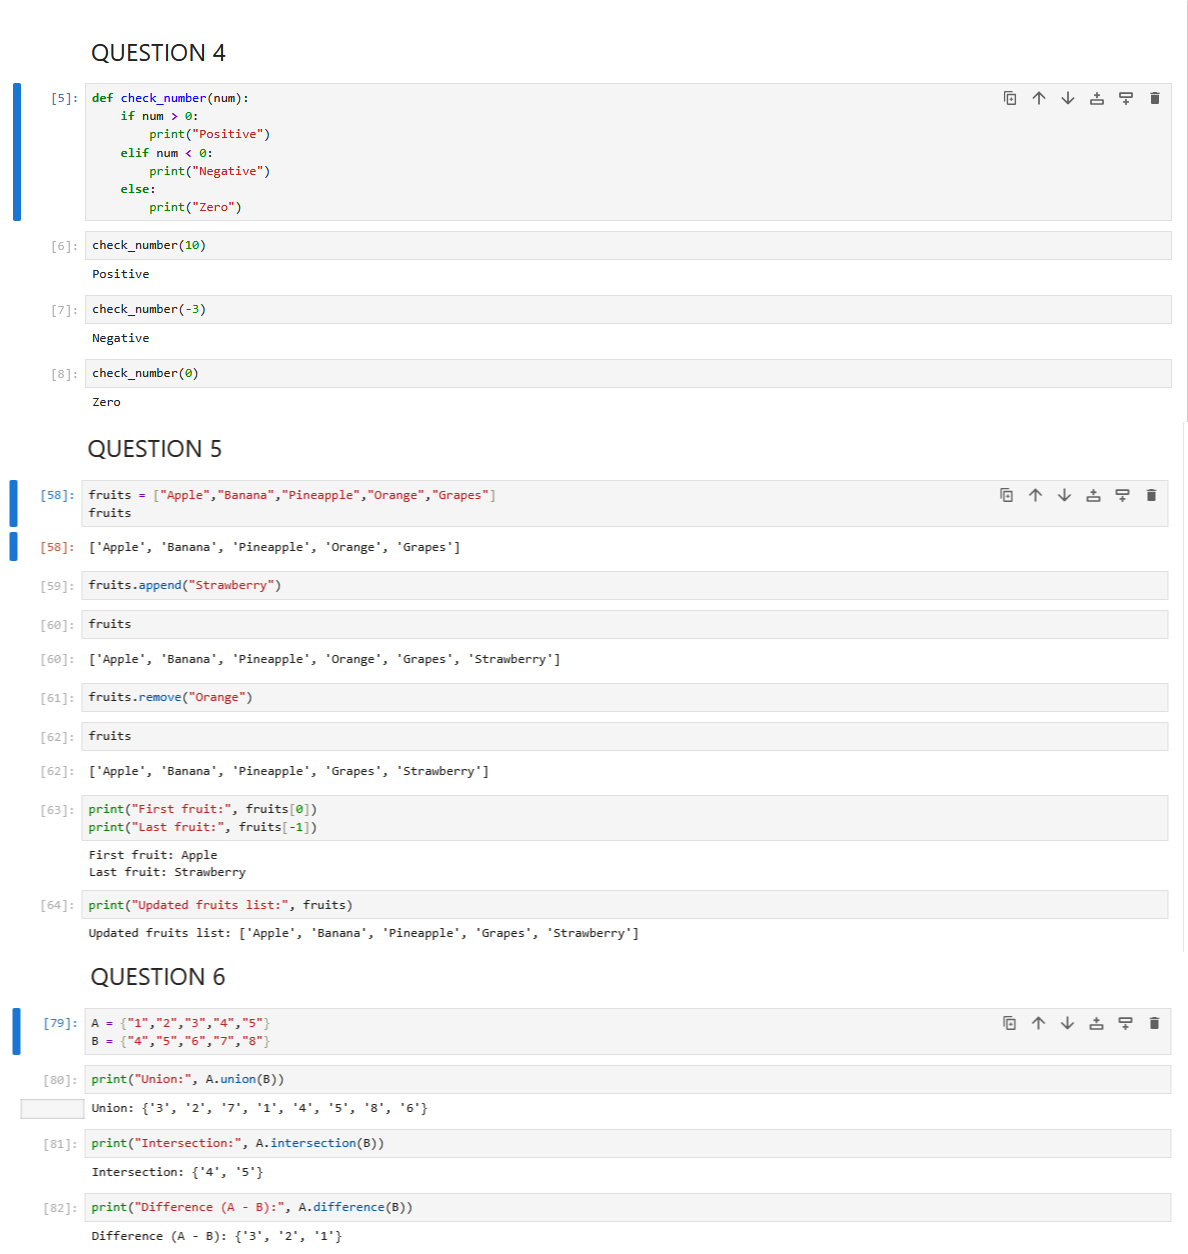 QUESTION 4
[5]: def check_number(num):
    if num > 0:
        print("Positive")
    elif num < 0:
        print("Negative")
    else:
        print("Zero")
[6]: check_number(10)
Positive
[7]: check_number(-3)
Negative
[8]: check_number(0)
Zero
QUESTION 5
[58]: fruits = ["Apple","Banana","Pineapple","Orange","Grapes"]
fruits
[58]: ['Apple', 'Banana', 'Pineapple', 'Orange', 'Grapes']
[59]: fruits.append("Strawberry")
[60]: fruits
[60]: ['Apple', 'Banana', 'Pineapple', 'Orange', 'Grapes', 'Strawberry']
[61]: fruits.remove("Orange")
[62]: fruits
[62]: ['Apple', 'Banana', 'Pineapple', 'Grapes', 'Strawberry']
[63]: print("First fruit:", fruits[0])
print("Last fruit:", fruits[-1])
First fruit: Apple
Last fruit: Strawberry
[64]: print("Updated fruits list:", fruits)
Updated fruits list: ['Apple', 'Banana', 'Pineapple', 'Grapes', 'Strawberry']
QUESTION 6
[79]: A = {"1","2","3","4","5"}
B = {"4","5","6","7","8"}
[80]: print("Union:", A.union(B))
Union: {'3', '2', '7', '1', '4', '5', '8', '6'}
[81]: print("Intersection:", A.intersection(B))
Intersection: {'4', '5'}
[82]: print("Difference (A - B):", A.difference(B))
Difference (A - B): {'3', '2', '1'}